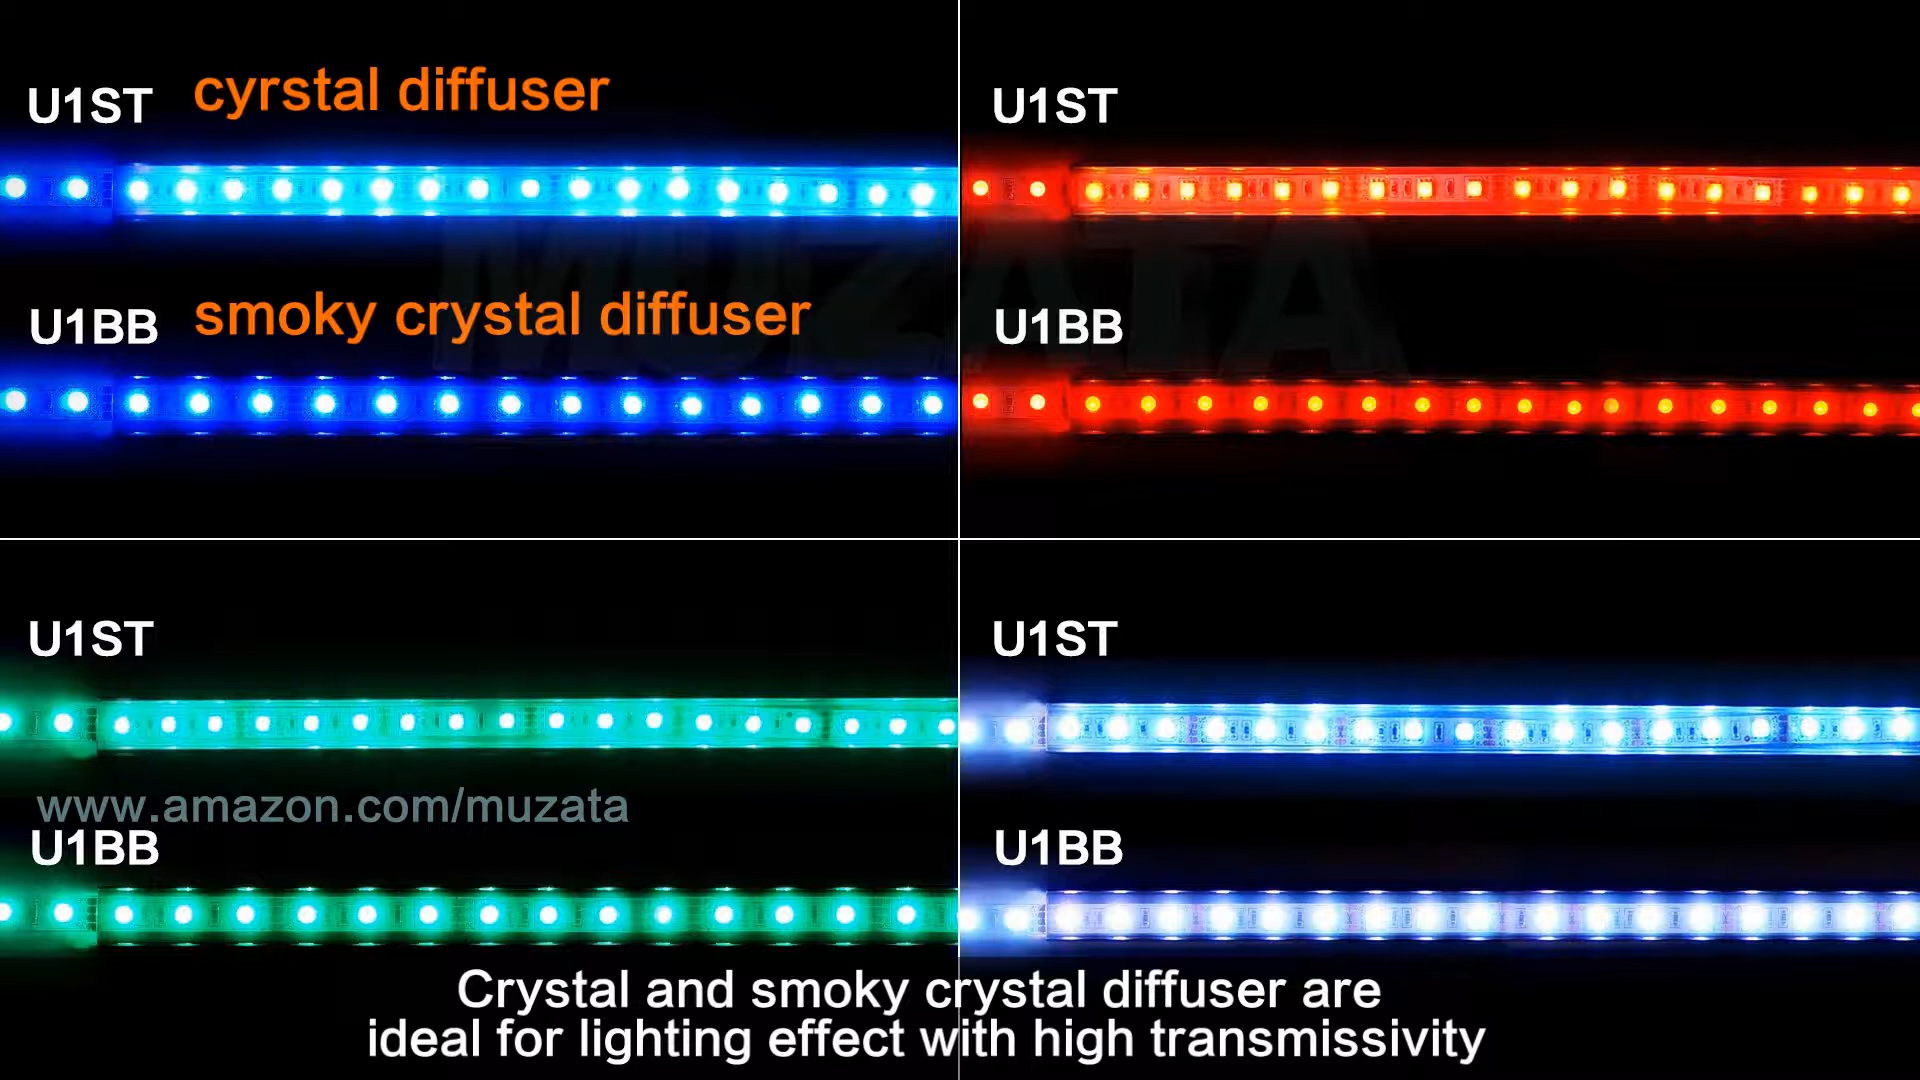 U1ST cyrstal diffuser
U1BB smoky crystal diffuser
U1ST
U1BB
MUZATA
U1ST
www.amazon.com/muzata
U1BB
U1ST
U1BB
Crystal and smoky crystal diffuser are
ideal for lighting effect with high transmissivity